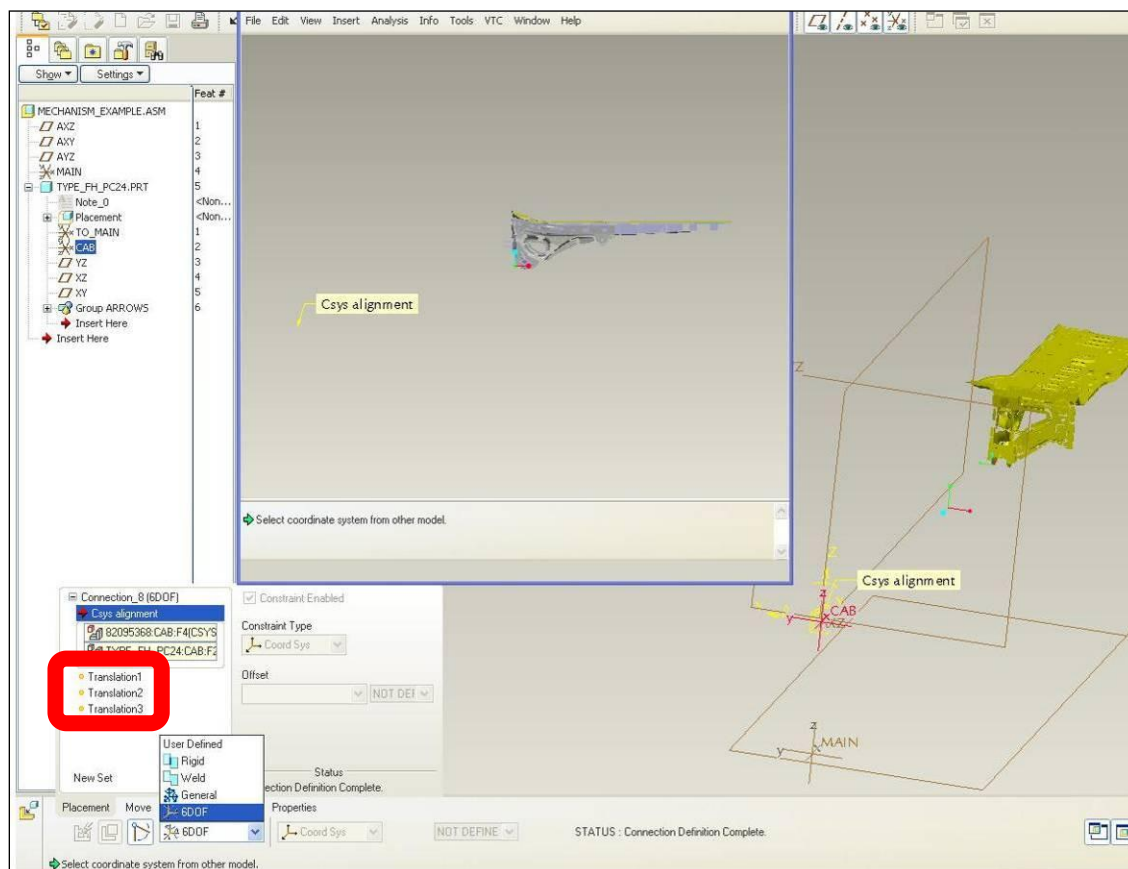 File Edit View Insert Analysis Info Tools VTC Window Help
Show Settings
Feat #
MECHANISM_EXAMPLE.ASM
AXZ 1
AXY 2
AYZ 3
MAIN 4
TYPE_FH_PC24.PRT 5
Note_0 <Non...
Placement <Non...
TO_MAIN 1
CAB 2
YZ 3
XZ 4
XY 5
Group ARROWS 6
Insert Here
Insert Here
Csys alignment
Select coordinate system from other model.
Z
Csys alignment
Z
z
CAB
y
x
XZ
z
y
x
MAIN
Connection_8 (6DOF)
Csys alignment
82095368:CAB:F4(CSYS
TYPE_FH_PC24:CAB:F2
Translation1
Translation2
Translation3
New Set
Constraint Enabled
Constraint Type
Coord Sys
Offset
NOT DEI
Status
ection Definition Complete.
User Defined
Rigid
Weld
General
6DOF
Placement Move Properties
6DOF Coord Sys NOT DEFINE STATUS : Connection Definition Complete.
Select coordinate system from other model.